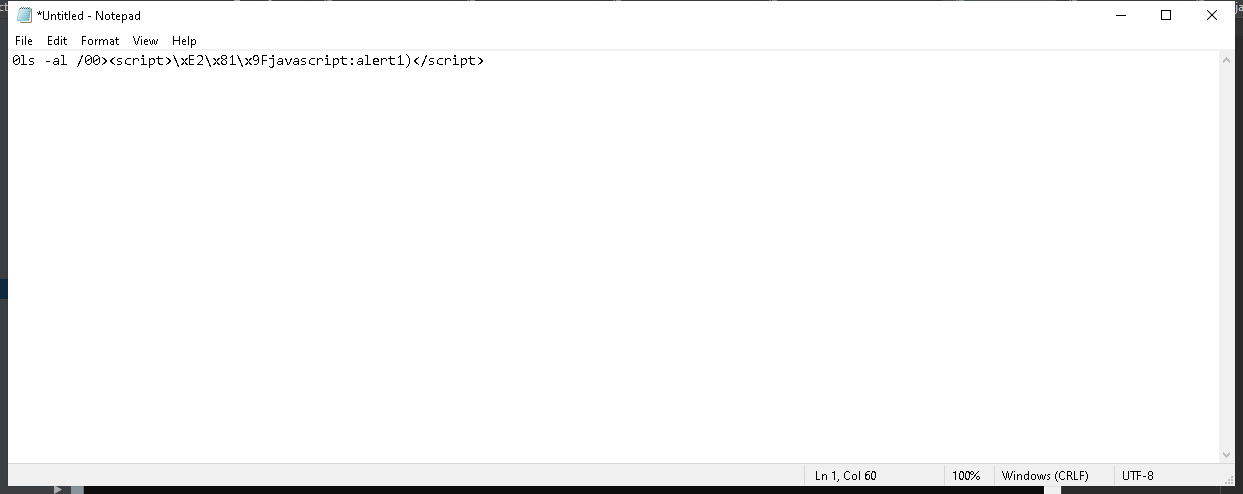 *Untitled - Notepad
File Edit Format View Help
0ls -al /00><script>\xE2\x81\x9Fjavascript:alert1)</script>
Ln 1, Col 60 100% Windows (CRLF) UTF-8